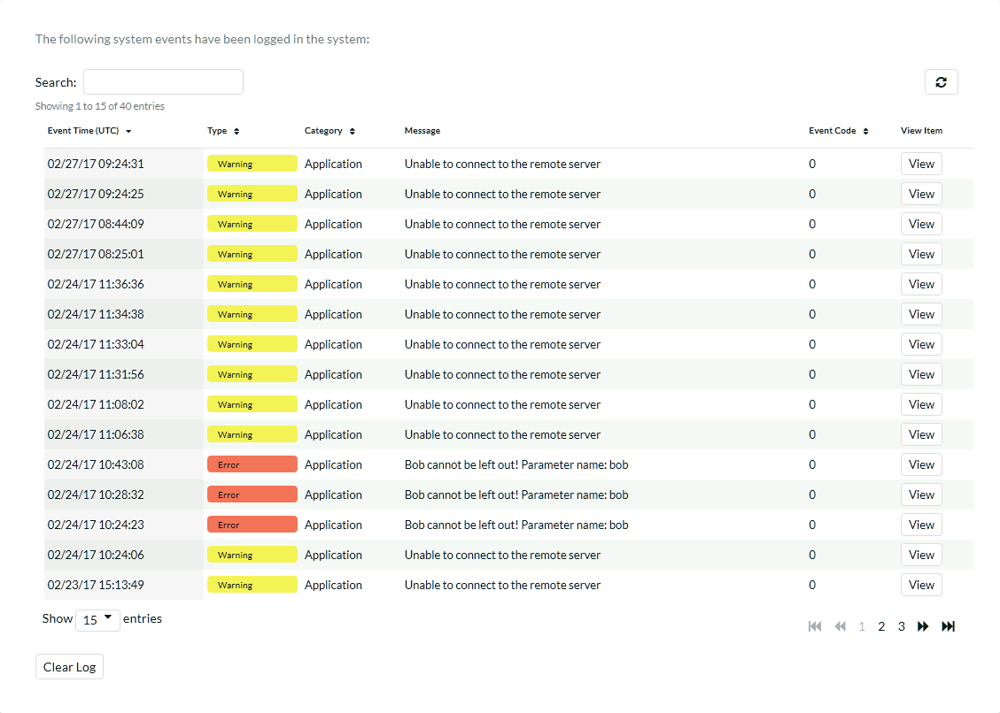 The following system events have been logged in the system:
Search:
Showing 1 to 15 of 40 entries
Event Time (UTC) Type Category Message Event Code View Item
02/27/17 09:24:31 Warning Application Unable to connect to the remote server 0 View
02/27/17 09:24:25 Warning Application Unable to connect to the remote server 0 View
02/27/17 08:44:09 Warning Application Unable to connect to the remote server 0 View
02/27/17 08:25:01 Warning Application Unable to connect to the remote server 0 View
02/24/17 11:36:36 Warning Application Unable to connect to the remote server 0 View
02/24/17 11:34:38 Warning Application Unable to connect to the remote server 0 View
02/24/17 11:33:04 Warning Application Unable to connect to the remote server 0 View
02/24/17 11:31:56 Warning Application Unable to connect to the remote server 0 View
02/24/17 11:08:02 Warning Application Unable to connect to the remote server 0 View
02/24/17 11:06:38 Warning Application Unable to connect to the remote server 0 View
02/24/17 10:43:08 Error Application Bob cannot be left out! Parameter name: bob 0 View
02/24/17 10:28:32 Error Application Bob cannot be left out! Parameter name: bob 0 View
02/24/17 10:24:23 Error Application Bob cannot be left out! Parameter name: bob 0 View
02/24/17 10:24:06 Warning Application Unable to connect to the remote server 0 View
02/23/17 15:13:49 Warning Application Unable to connect to the remote server 0 View
Show 15 entries
1 2 3
Clear Log